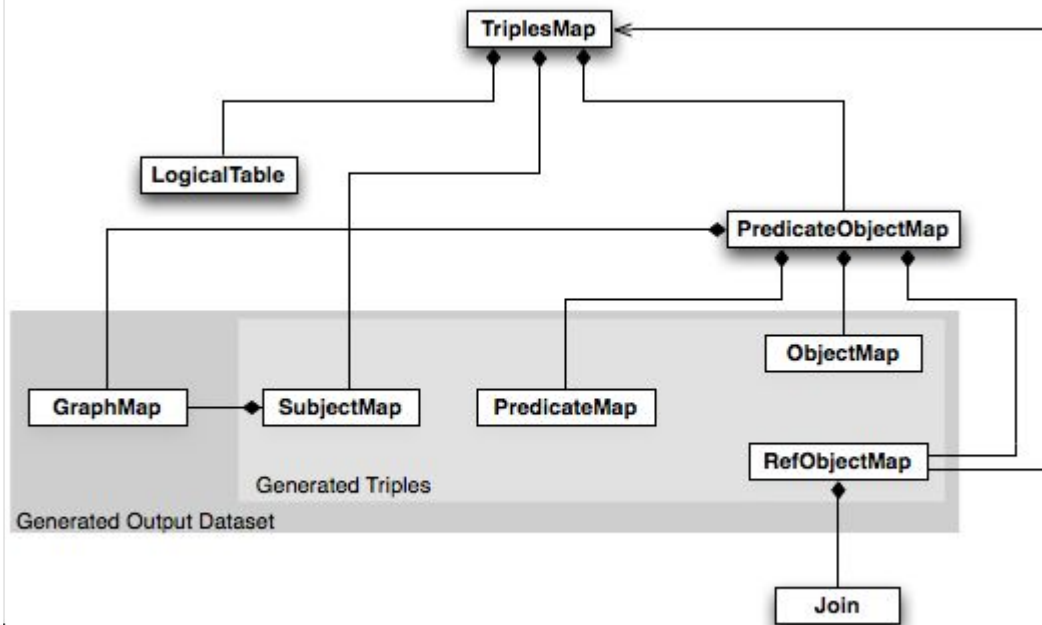 TriplesMap
LogicalTable
PredicateObjectMap
ObjectMap
GraphMap
SubjectMap
PredicateMap
RefObjectMap
Generated Triples
Generated Output Dataset
Join